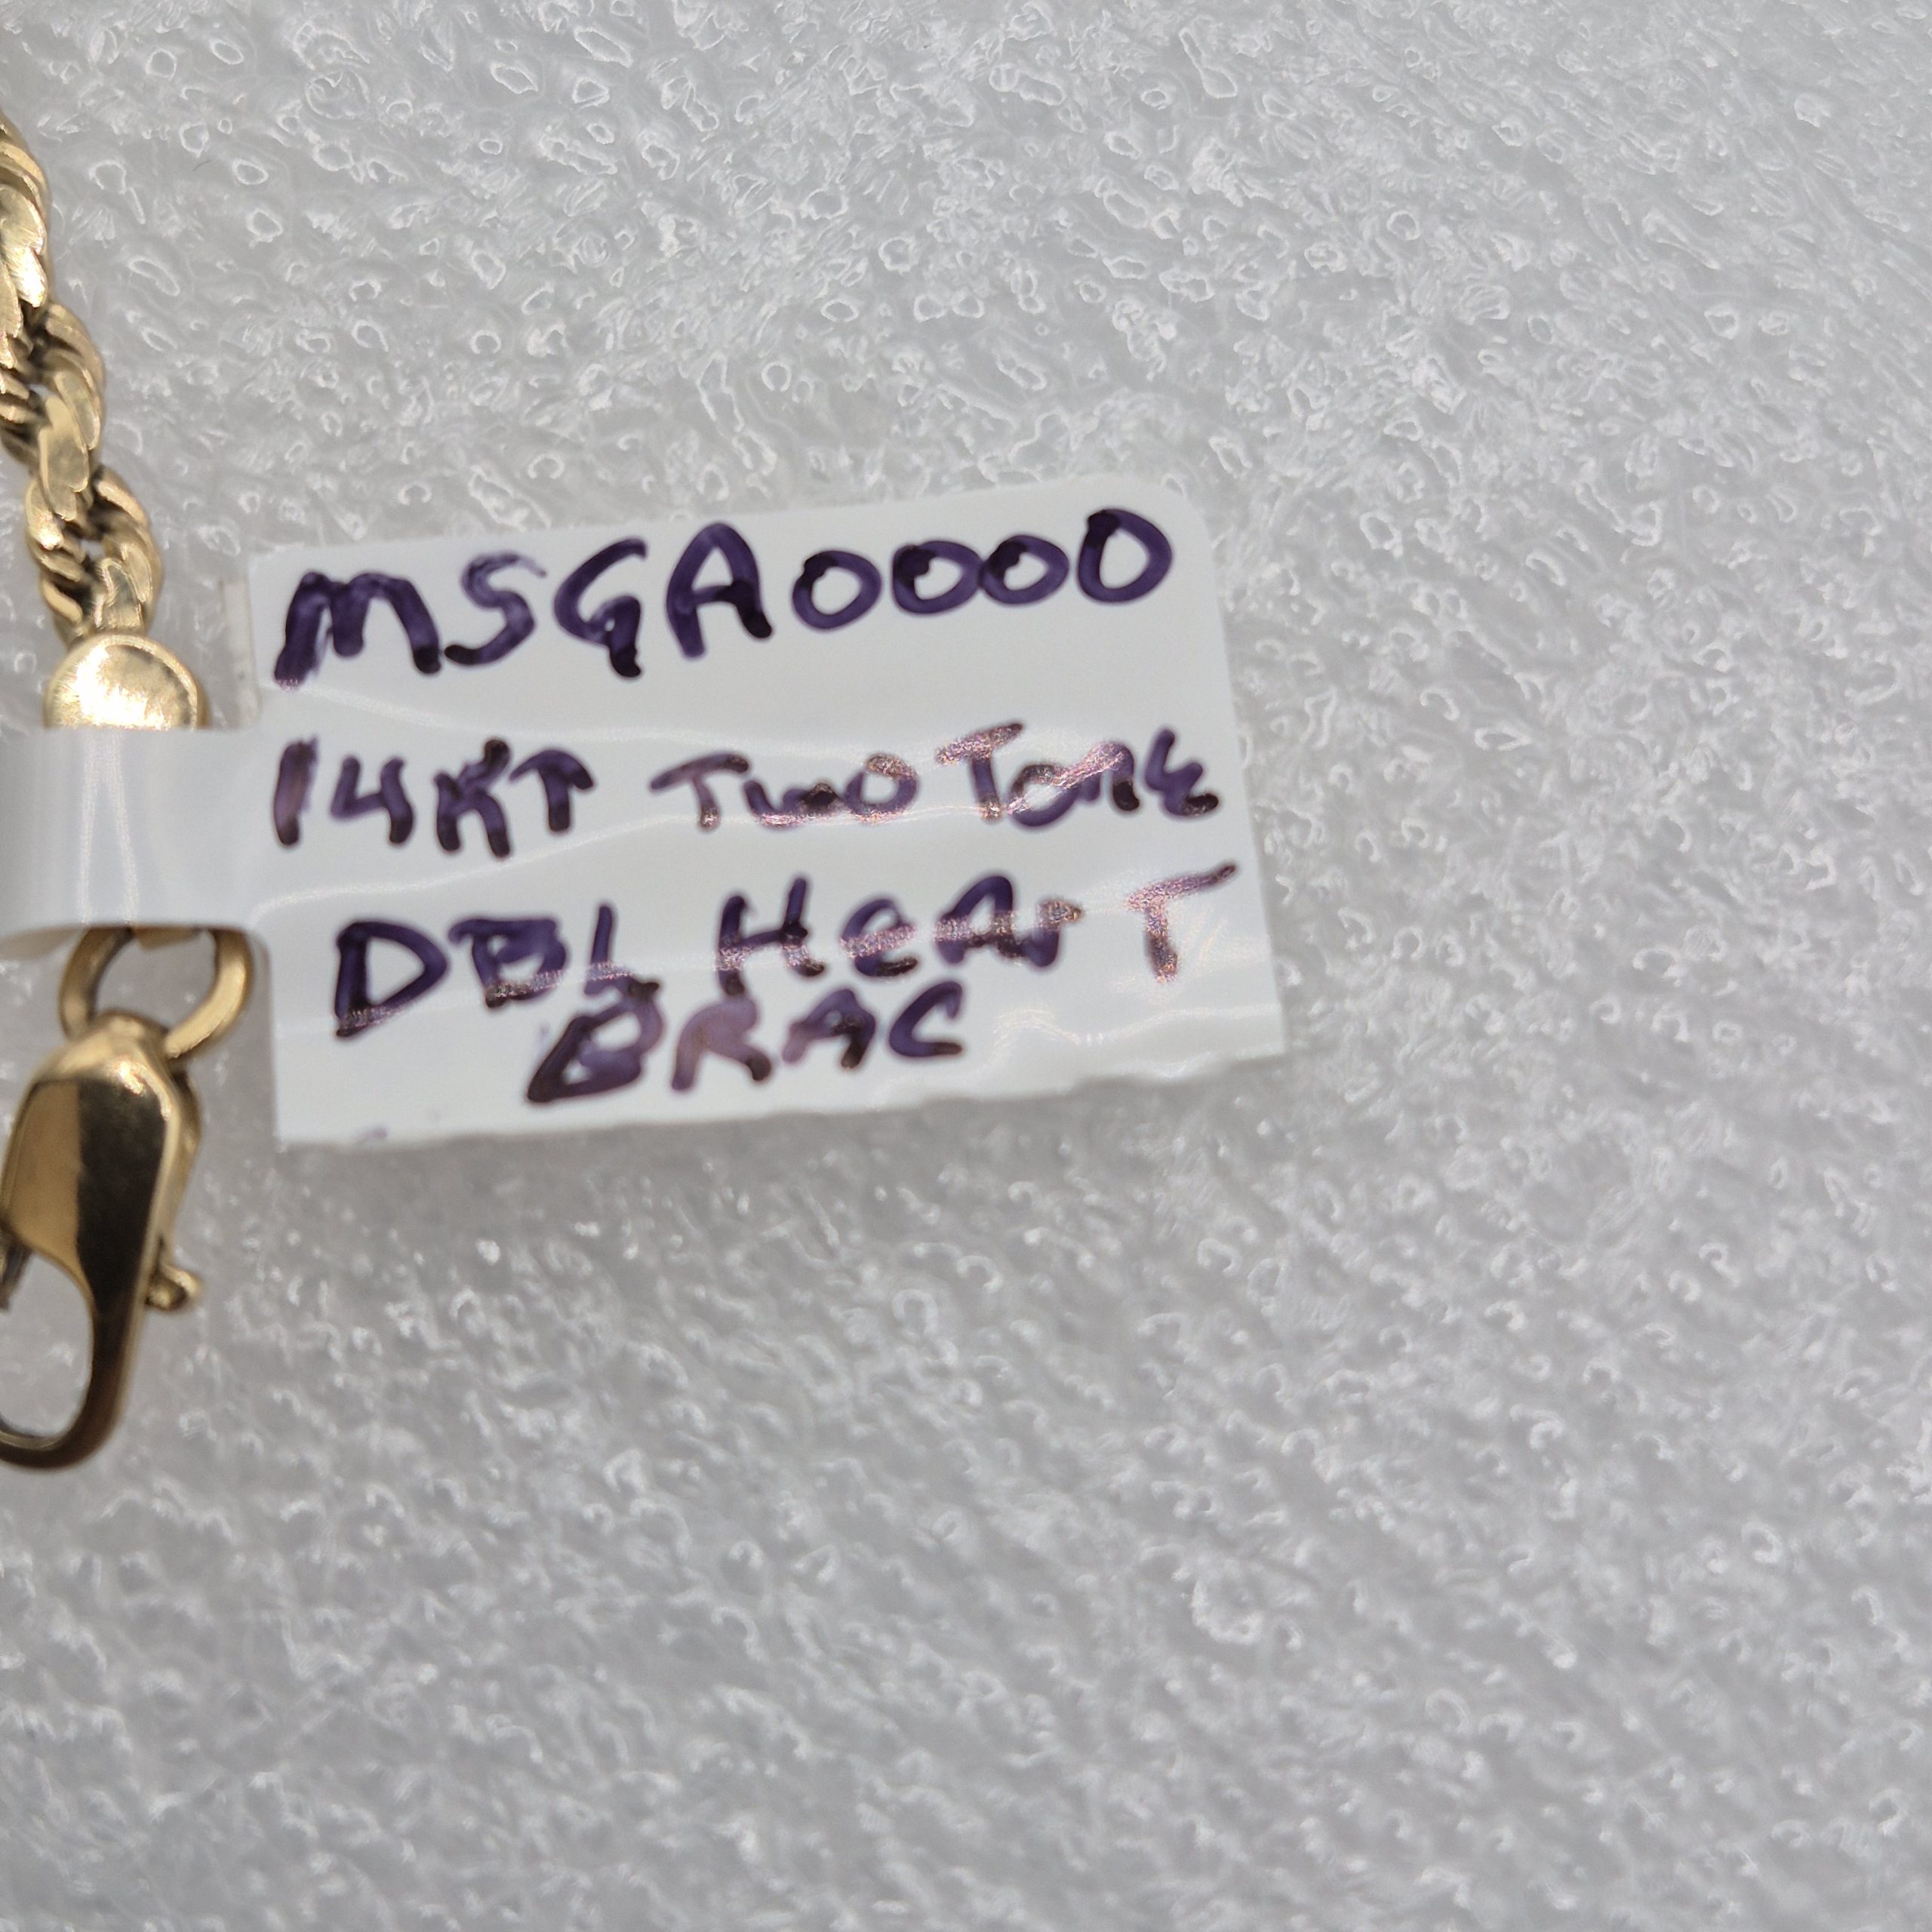 MSGA0000
14KT Two Tone
DBL HeArT
BRAC